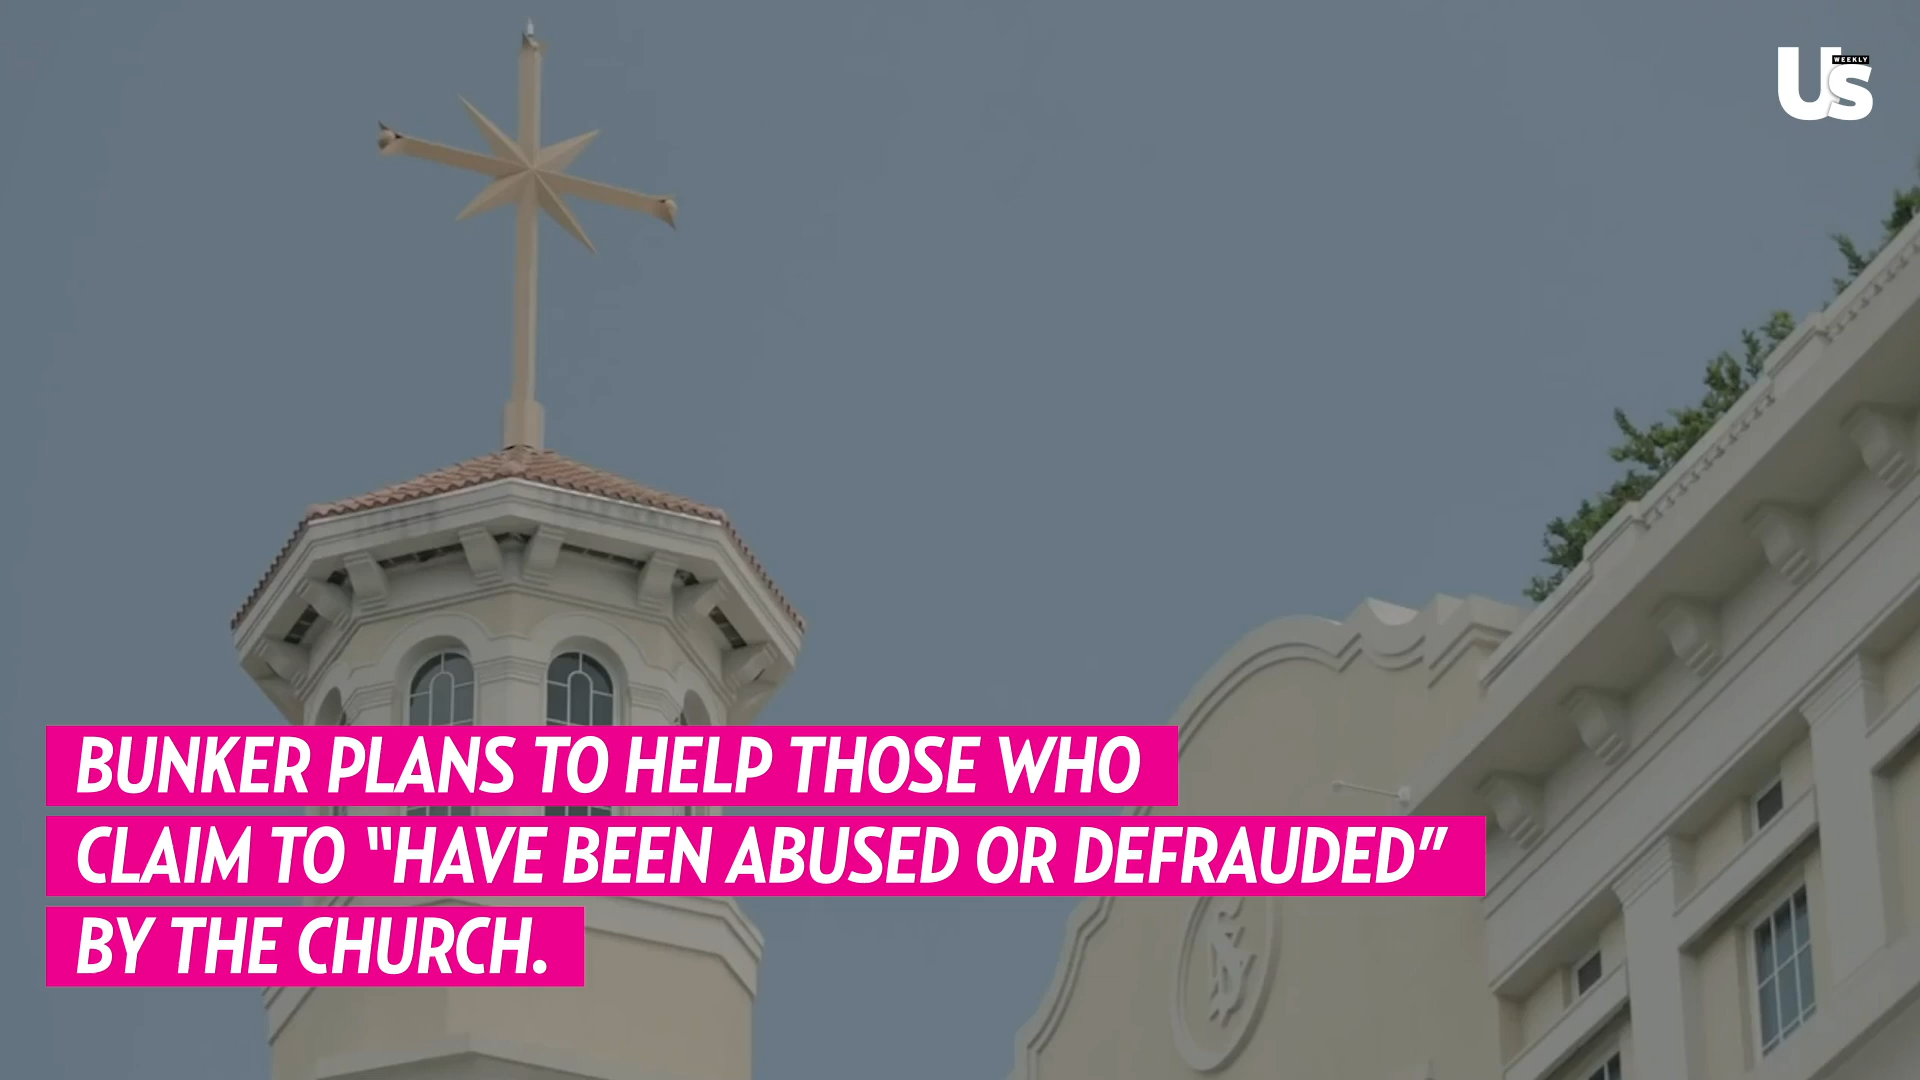 Us
WEEKLY
BUNKER PLANS TO HELP THOSE WHO
CLAIM TO “HAVE BEEN ABUSED OR DEFRAUDED”
BY THE CHURCH.